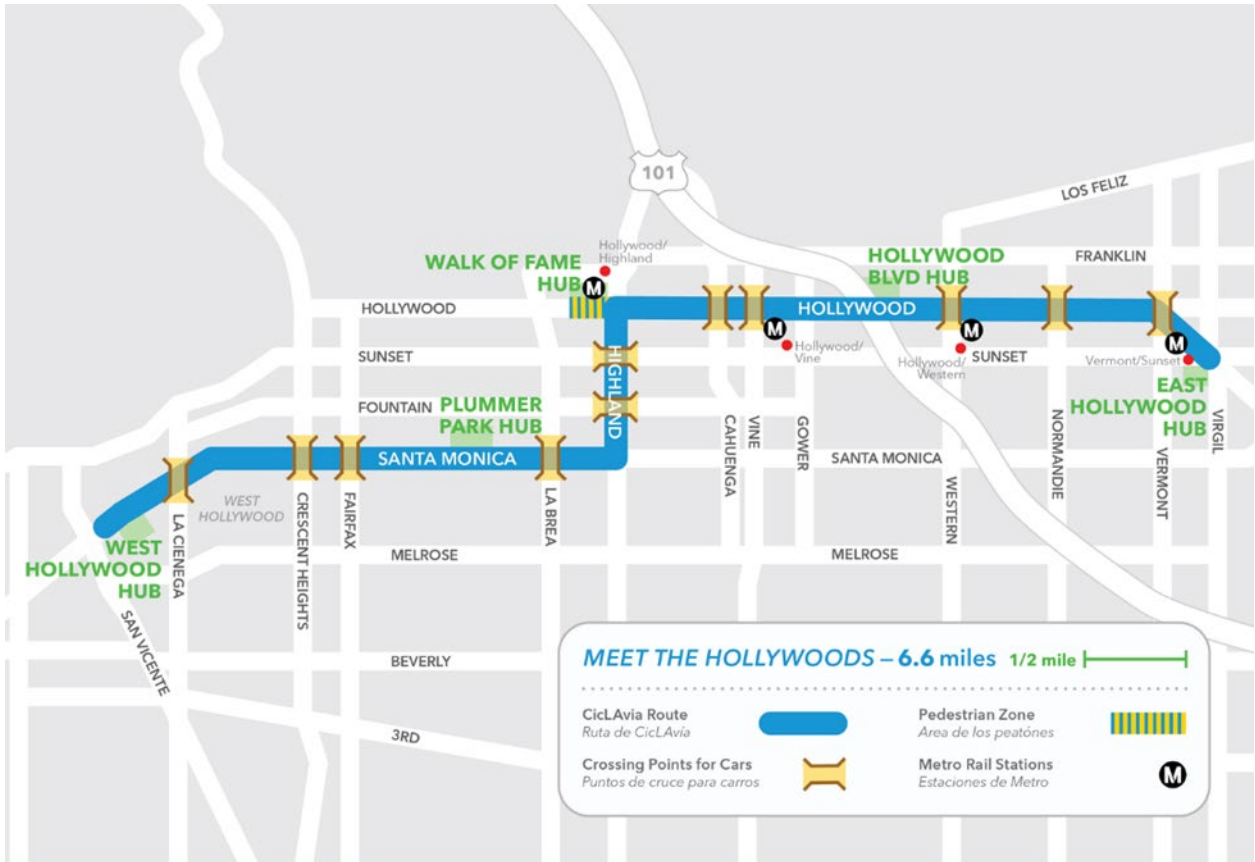 101
LOS FELIZ
Hollywood/
Highland
WALK OF FAME
HUB
M
HOLLYWOOD
BLVD HUB
FRANKLIN
HOLLYWOOD
HOLLYWOOD
SUNSET
HIGHLAND
M
Hollywood/
Vine
M
Hollywood/
Western
SUNSET
M
Vermont/Sunset
FOUNTAIN
PLUMMER
PARK HUB
EAST
HOLLYWOOD
HUB
SANTA MONICA
SANTA MONICA
CAHUENGA
VINE
GOWER
WESTERN
NORMANDIE
VERMONT
VIRGIL
WEST
HOLLYWOOD
WEST
HOLLYWOOD
HUB
LA CIENEGA
CRESCENT HEIGHTS
FAIRFAX
LA BREA
MELROSE
MELROSE
SAN VICENTE
BEVERLY
3RD
MEET THE HOLLYWOODS – 6.6 miles 1/2 mile
CicLAvia Route
Ruta de CicLAvía
Pedestrian Zone
Area de los peatónes
Crossing Points for Cars
Puntos de cruce para carros
Metro Rail Stations
Estaciones de Metro
M